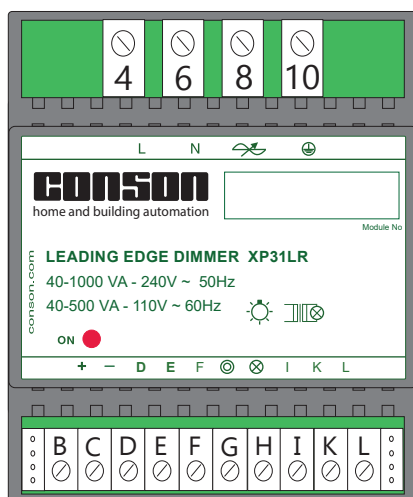 4 6 8 10
L N
conson
home and building automation
Module No
conson.com
LEADING EDGE DIMMER XP31LR
40-1000 VA - 240V ~ 50Hz
40-500 VA - 110V ~ 60Hz
ON
+ − D E F I K L
B C D E F G H I K L